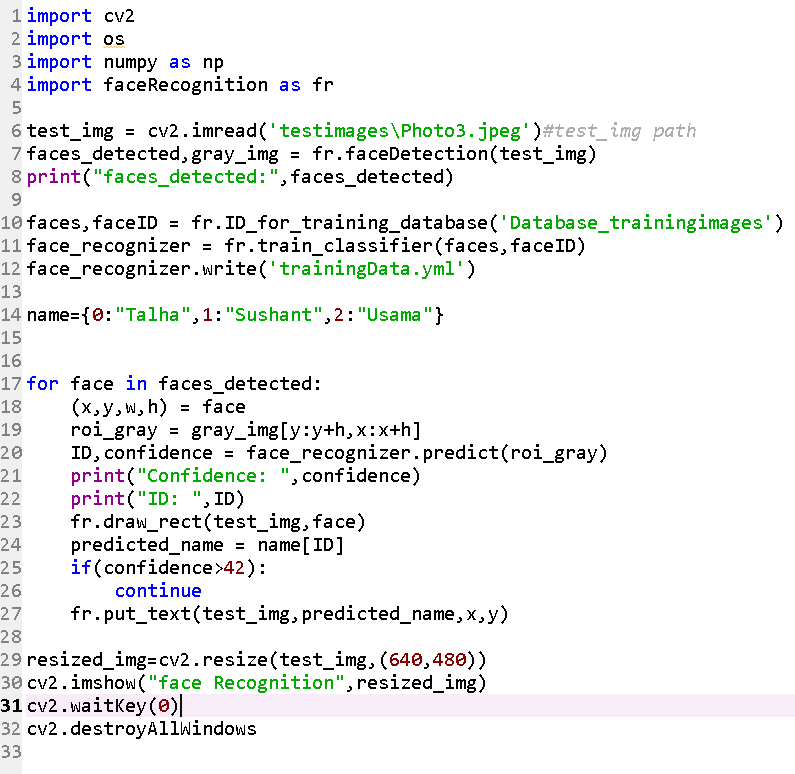 1 import cv2
2 import os
3 import numpy as np
4 import faceRecognition as fr
5
6 test_img = cv2.imread('testimages\Photo3.jpeg')#test_img path
7 faces_detected,gray_img = fr.faceDetection(test_img)
8 print("faces_detected:",faces_detected)
9
10 faces,faceID = fr.ID_for_training_database('Database_trainingimages')
11 face_recognizer = fr.train_classifier(faces,faceID)
12 face_recognizer.write('trainingData.yml')
13
14 name={0:"Talha",1:"Sushant",2:"Usama"}
15
16
17 for face in faces_detected:
18     (x,y,w,h) = face
19     roi_gray = gray_img[y:y+h,x:x+h]
20     ID,confidence = face_recognizer.predict(roi_gray)
21     print("Confidence: ",confidence)
22     print("ID: ",ID)
23     fr.draw_rect(test_img,face)
24     predicted_name = name[ID]
25     if(confidence>42):
26         continue
27     fr.put_text(test_img,predicted_name,x,y)
28
29 resized_img=cv2.resize(test_img,(640,480))
30 cv2.imshow("face Recognition",resized_img)
31 cv2.waitKey(0)
32 cv2.destroyAllWindows
33